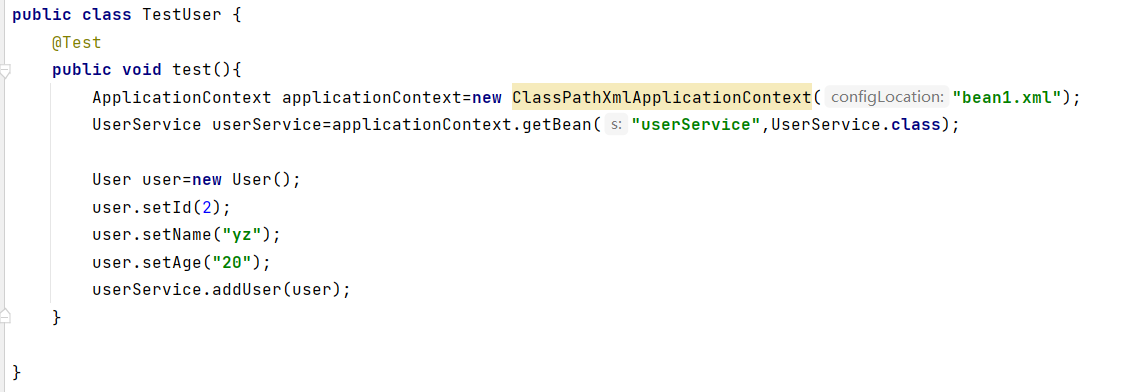 public class TestUser {
    @Test
    public void test(){
        ApplicationContext applicationContext=new ClassPathXmlApplicationContext( configLocation: "bean1.xml");
        UserService userService=applicationContext.getBean( s: "userService",UserService.class);
        User user=new User();
        user.setId(2);
        user.setName("yz");
        user.setAge("20");
        userService.addUser(user);
    }
}